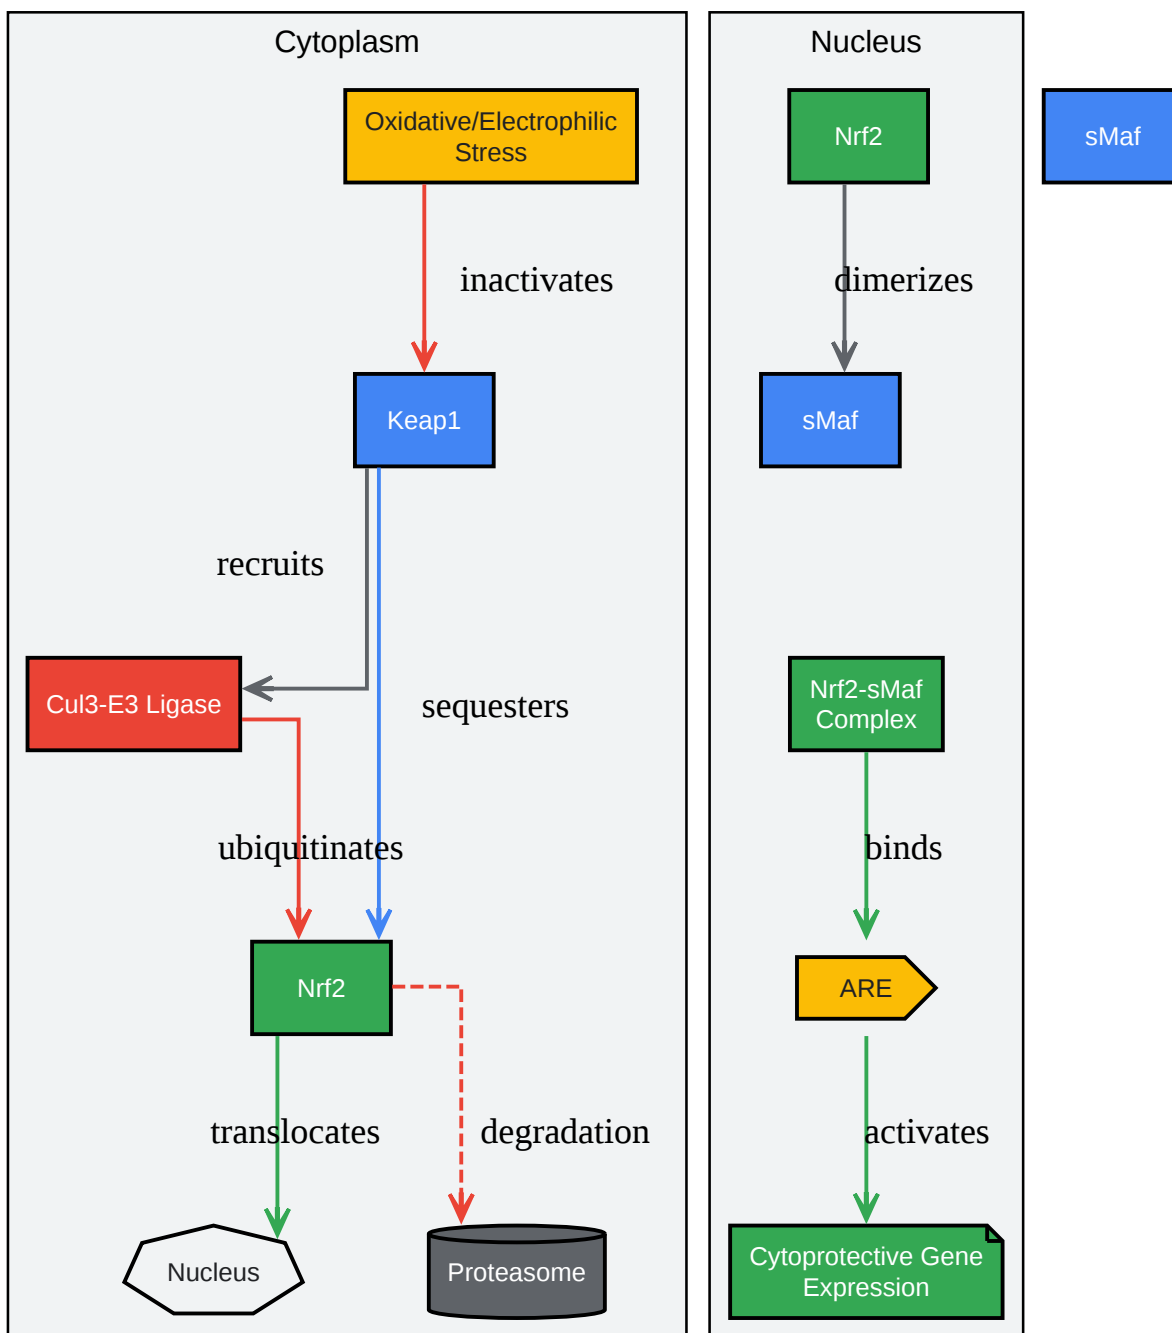 Cytoplasm
Oxidative/Electrophilic
Stress
inactivates
Keap1
recruits
Cul3-E3 Ligase
sequesters
ubiquitinates
Nrf2
translocates
degradation
Nucleus
Proteasome
Nucleus
Nrf2
dimerizes
sMaf
Nrf2-sMaf
Complex
binds
ARE
activates
Cytoprotective Gene
Expression
sMaf